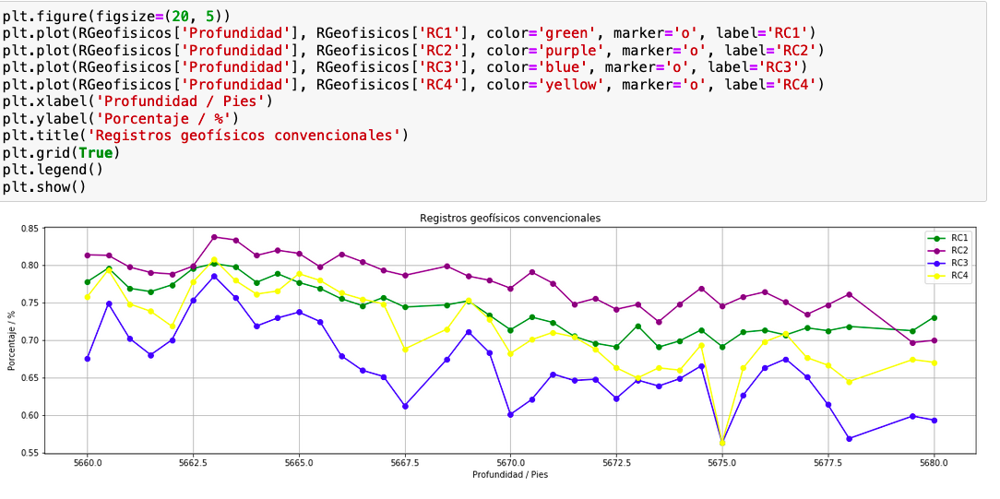 plt.figure(figsize=(20, 5))
plt.plot(RGeofisicos['Profundidad'], RGeofisicos['RC1'], color='green', marker='o', label='RC1')
plt.plot(RGeofisicos['Profundidad'], RGeofisicos['RC2'], color='purple', marker='o', label='RC2')
plt.plot(RGeofisicos['Profundidad'], RGeofisicos['RC3'], color='blue', marker='o', label='RC3')
plt.plot(RGeofisicos['Profundidad'], RGeofisicos['RC4'], color='yellow', marker='o', label='RC4')
plt.xlabel('Profundidad / Pies')
plt.ylabel('Porcentaje / %')
plt.title('Registros geofísicos convencionales')
plt.grid(True)
plt.legend()
plt.show()
Registros geofísicos convencionales
RC1
RC2
RC3
RC4
Porcentaje / %
0.85
0.80
0.75
0.70
0.65
0.60
0.55
5660.0 5662.5 5665.0 5667.5 5670.0 5672.5 5675.0 5677.5 5680.0
Profundidad / Pies